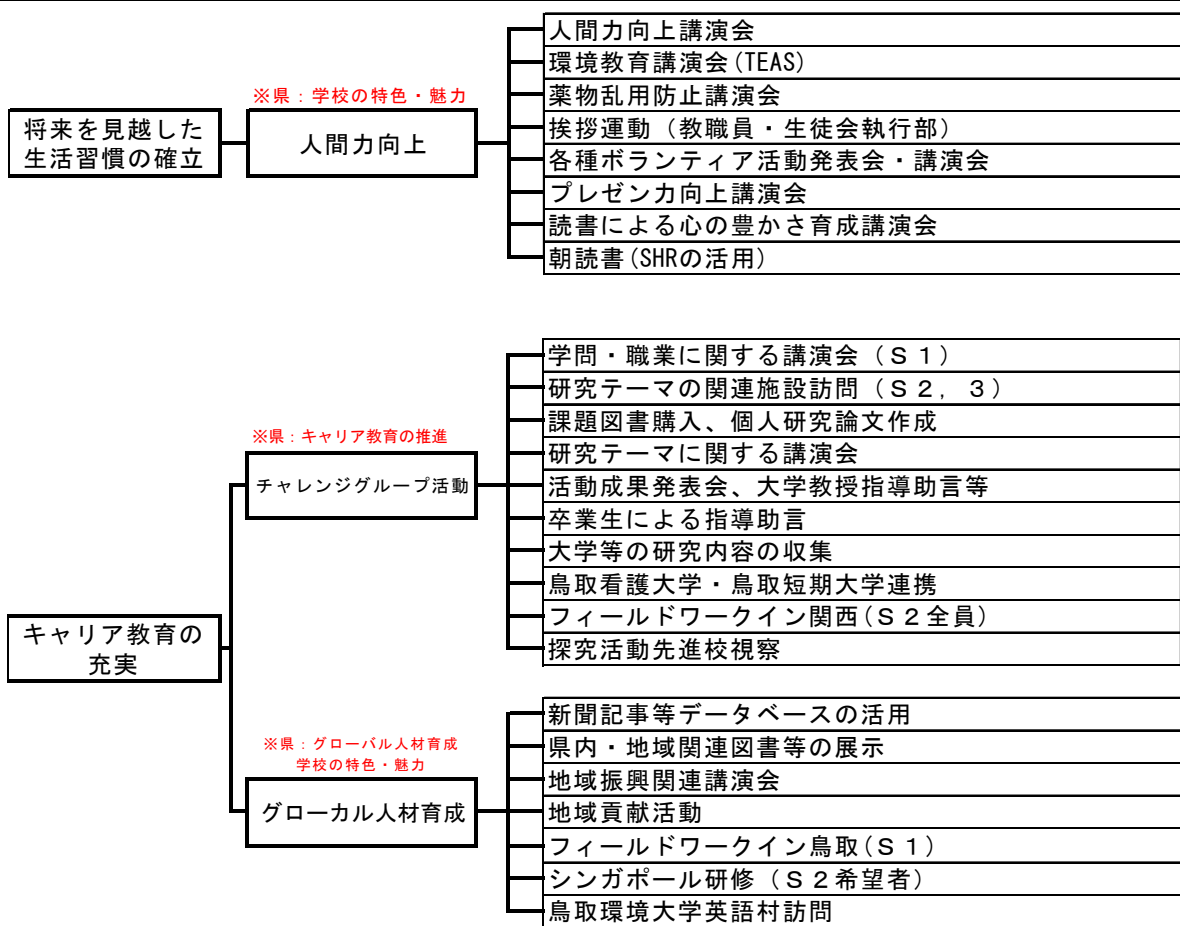 将来を見越した
生活習慣の確立
※県：学校の特色・魅力
人間力向上
人間力向上講演会
環境教育講演会(TEAS)
薬物乱用防止講演会
挨拶運動（教職員・生徒会執行部）
各種ボランティア活動発表会・講演会
プレゼン力向上講演会
読書による心の豊かさ育成講演会
朝読書(SHRの活用)
キャリア教育の
充実
※県：キャリア教育の推進
チャレンジグループ活動
学問・職業に関する講演会（Ｓ１）
研究テーマの関連施設訪問（Ｓ２，３）
課題図書購入、個人研究論文作成
研究テーマに関する講演会
活動成果発表会、大学教授指導助言等
卒業生による指導助言
大学等の研究内容の収集
鳥取看護大学・鳥取短期大学連携
フィールドワークイン関西(Ｓ２全員)
探究活動先進校視察
※県：グローバル人材育成
学校の特色・魅力
グローカル人材育成
新聞記事等データベースの活用
県内・地域関連図書等の展示
地域振興関連講演会
地域貢献活動
フィールドワークイン鳥取(Ｓ１)
シンガポール研修（Ｓ２希望者）
鳥取環境大学英語村訪問